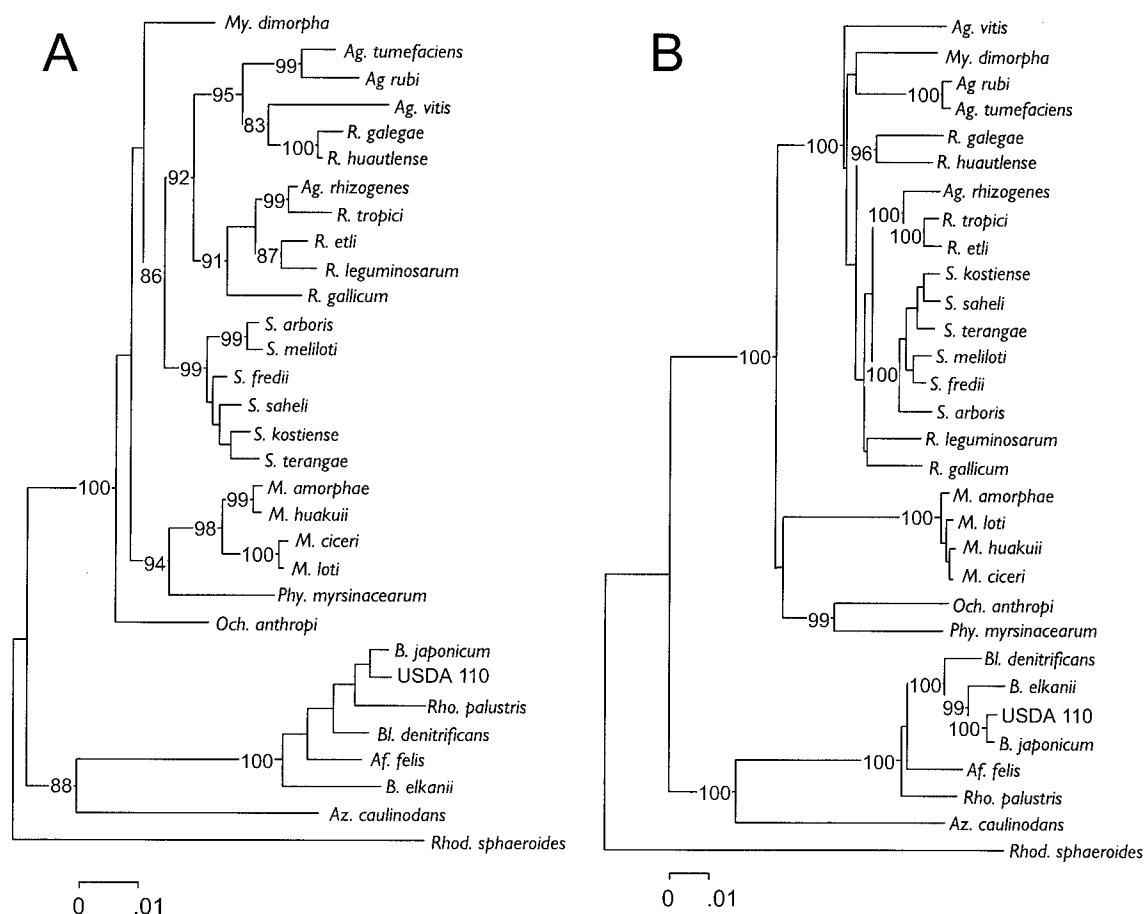 A
My. dimorpha
Ag. tumefaciens
99
Ag rubi
95
Ag. vitis
83
R. galegae
100
R. huautlense
92
Ag. rhizogenes
99
R. tropici
R. etli
87
91
R. leguminosarum
86
R. gallicum
S. arboris
99
S. meliloti
99
S. fredii
S. saheli
S. kostiense
S. terangae
100
M. amorphae
99
M. huakuii
98
M. ciceri
100
M. loti
94
Phy. myrsinacearum
Och. anthropi
B. japonicum
USDA 110
Rho. palustris
Bl. denitrificans
100
Af. felis
88
B. elkanii
Az. caulinodans
Rhod. sphaeroides
0 .01
B
Ag. vitis
My. dimorpha
Ag rubi
100
Ag. tumefaciens
100
R. galegae
96
R. huautlense
Ag. rhizogenes
100
R. tropici
100
R. etli
S. kostiense
S. saheli
S. terangae
100
S. meliloti
100
S. fredii
S. arboris
R. leguminosarum
R. gallicum
M. amorphae
100
M. loti
M. huakuii
M. ciceri
Och. anthropi
99
Phy. myrsinacearum
Bl. denitrificans
100
B. elkanii
99
USDA 110
100
B. japonicum
100
Af. felis
100
Rho. palustris
Az. caulinodans
Rhod. sphaeroides
0 .01